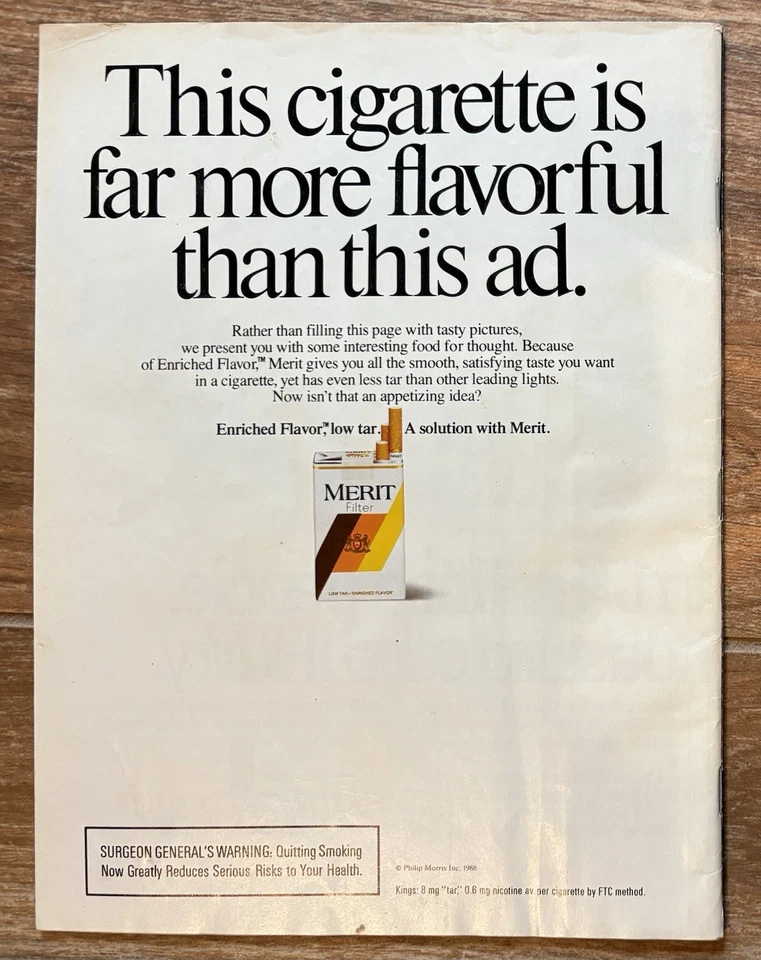 This cigarette is
far more flavorful
than this ad.
Rather than filling this page with tasty pictures,
we present you with some interesting food for thought. Because
of Enriched Flavor,™ Merit gives you all the smooth, satisfying taste you want
in a cigarette, yet has even less tar than other leading lights.
Now isn't that an appetizing idea?
Enriched Flavor,™ low tar. A solution with Merit.
MERIT
Filter
LOW TAR-'ENRICHED FLAVOR'
SURGEON GENERAL'S WARNING: Quitting Smoking
Now Greatly Reduces Serious Risks to Your Health.
© Philip Morris Inc. 1988
Kings: 8 mg "tar," 0.6 mg nicotine av. per cigarette by FTC method.